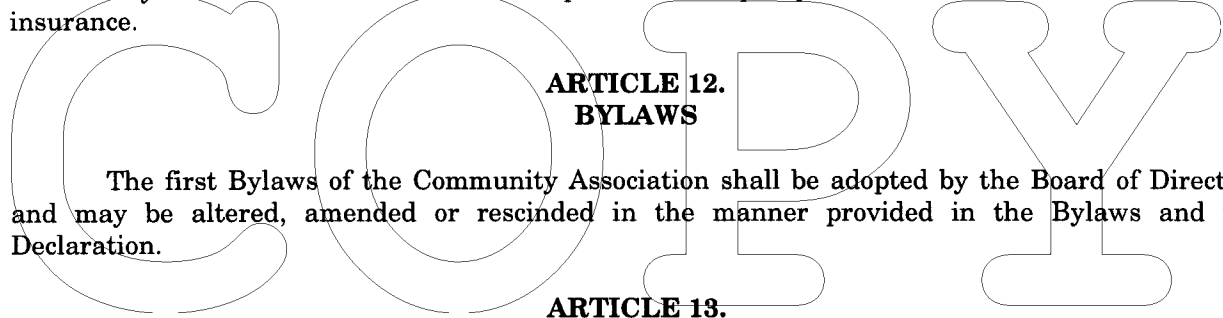 insurance.
ARTICLE 12.
BYLAWS
The first Bylaws of the Community Association shall be adopted by the Board of Direct
and may be altered, amended or rescinded in the manner provided in the Bylaws and
Declaration.
ARTICLE 13.
COPY